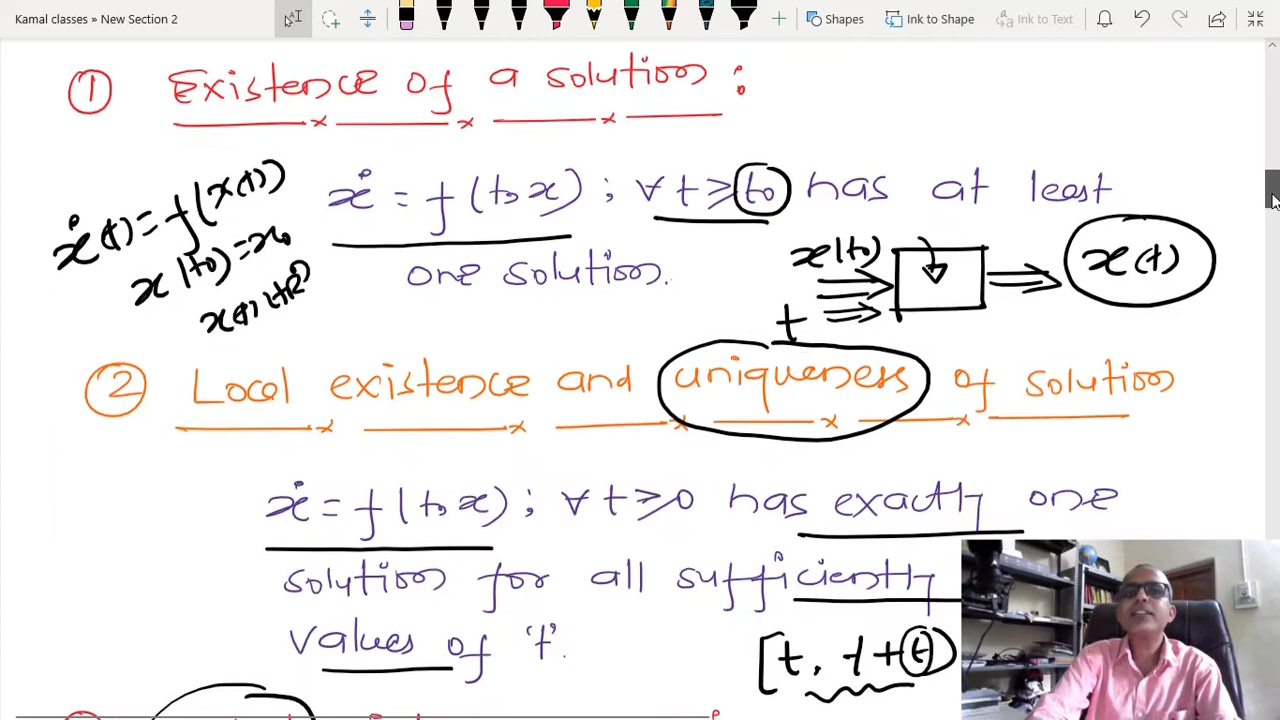 Kamal classes » New Section 2
Shapes
Ink to Shape
Ink to Text
① Existence of a solution:
ẋ = f(t, x) ; ∀ t ≥ t0 has at least
one solution.
ẋ(t) = f(x(t))
x(t0) = x0
x(t0)
t
x(t)
② Local existence and uniqueness of solution
ẋ = f(t, x) ; ∀ t ≥ 0 has exactly one
solution for all sufficiently
values of 't'.
[t, t+t)